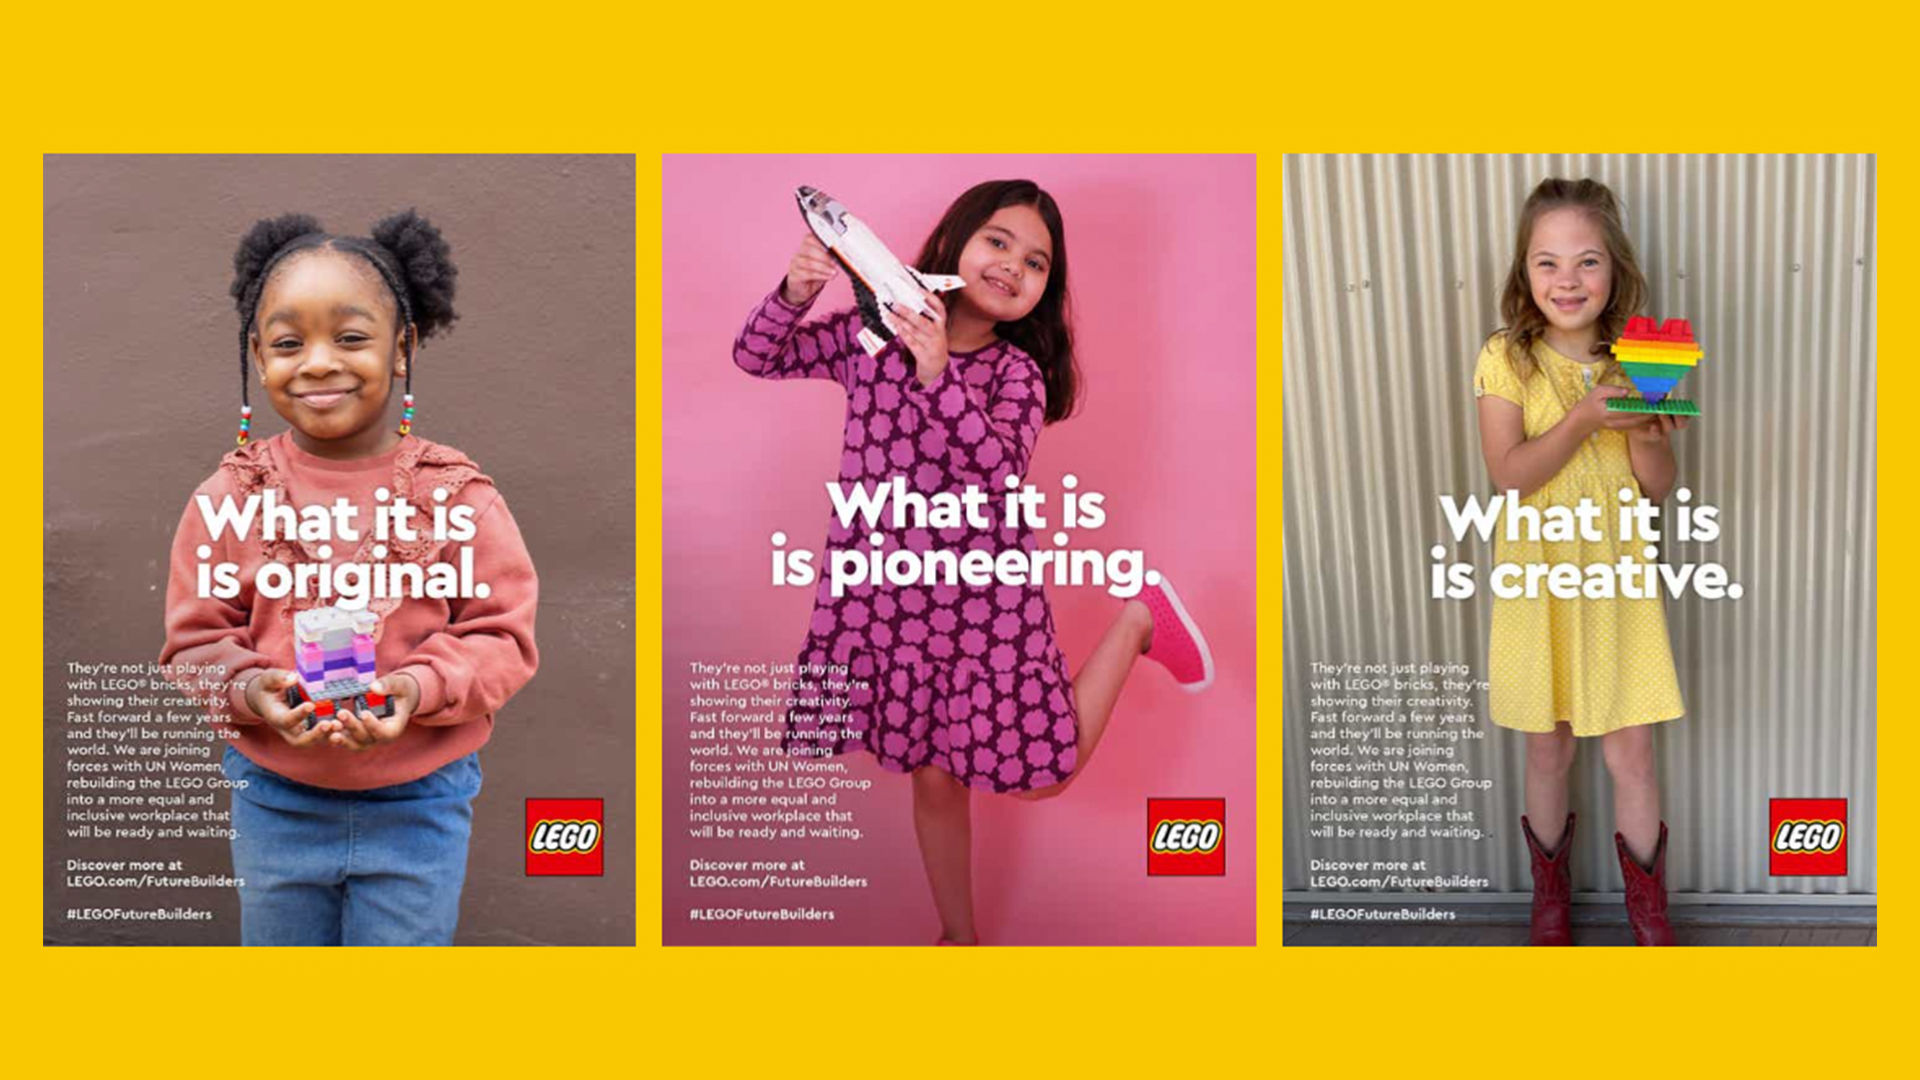 What it is
is original.
They're not just playing
with LEGO® bricks, they're
showing their creativity.
Fast forward a few years
and they'll be running the
world. We are joining
forces with UN Women,
rebuilding the LEGO Group
into a more equal and
inclusive workplace that
will be ready and waiting.
Discover more at
LEGO.com/FutureBuilders
#LEGOFutureBuilders
LEGO
What it is
is pioneering.
They're not just playing
with LEGO® bricks, they're
showing their creativity.
Fast forward a few years
and they'll be running the
world. We are joining
forces with UN Women,
rebuilding the LEGO Group
into a more equal and
inclusive workplace that
will be ready and waiting.
Discover more at
LEGO.com/FutureBuilders
#LEGOFutureBuilders
LEGO
What it is
is creative.
They're not just playing
with LEGO® bricks, they're
showing their creativity.
Fast forward a few years
and they'll be running the
world. We are joining
forces with UN Women,
rebuilding the LEGO Group
into a more equal and
inclusive workplace that
will be ready and waiting.
Discover more at
LEGO.com/FutureBuilders
#LEGOFutureBuilders
LEGO